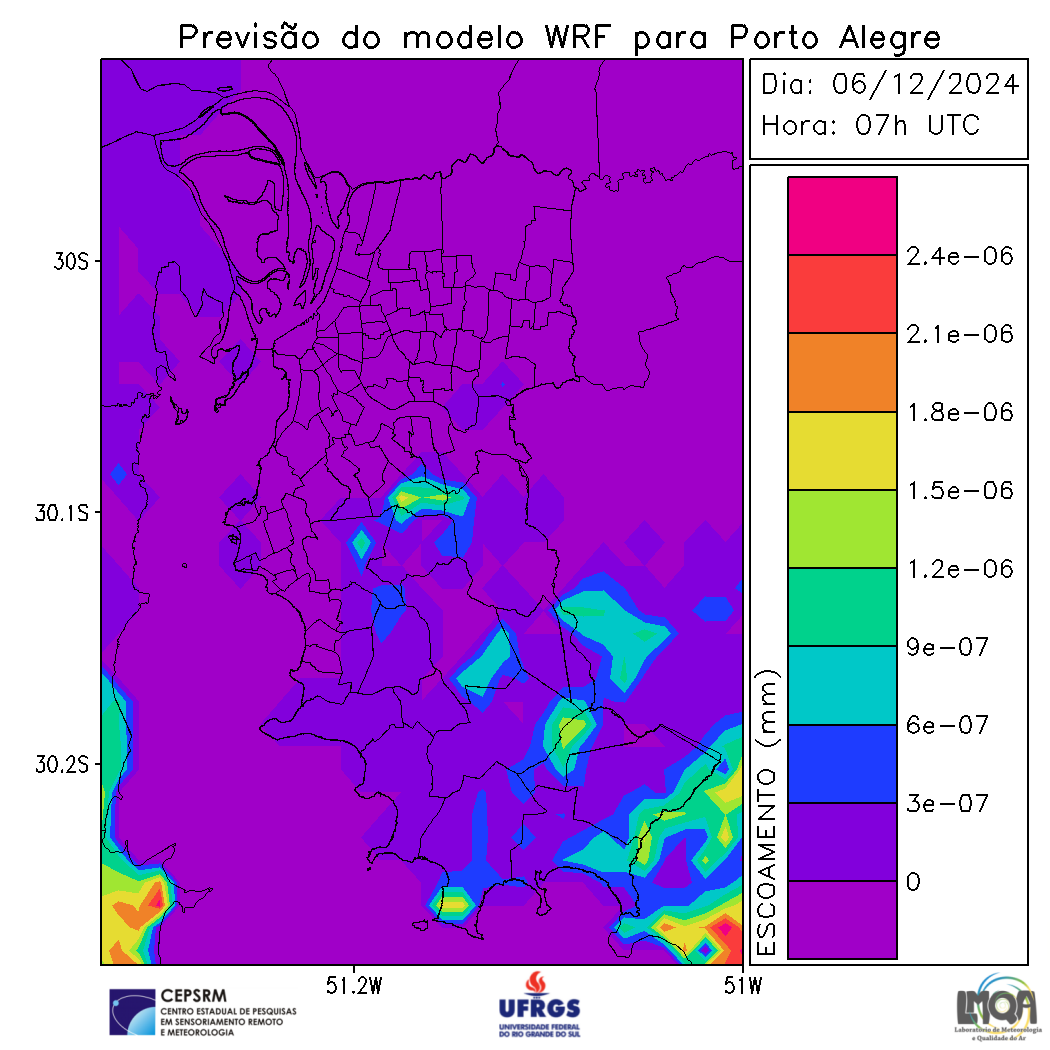 Previsão do modelo WRF para Porto Alegre
Dia: 06/12/2024
Hora: 07h UTC
30S
30.1S
30.2S
51.2W
51W
2.4e-06
2.1e-06
1.8e-06
1.5e-06
1.2e-06
9e-07
6e-07
3e-07
0
ESCOAMENTO (mm)
CEPSRM
CENTRO ESTADUAL DE PESQUISAS
EM SENSORIAMENTO REMOTO
E METEOROLOGIA
UFRGS
UNIVERSIDADE FEDERAL
DO RIO GRANDE DO SUL
LMQA
Laboratório de Meteorologia
e Qualidade do Ar